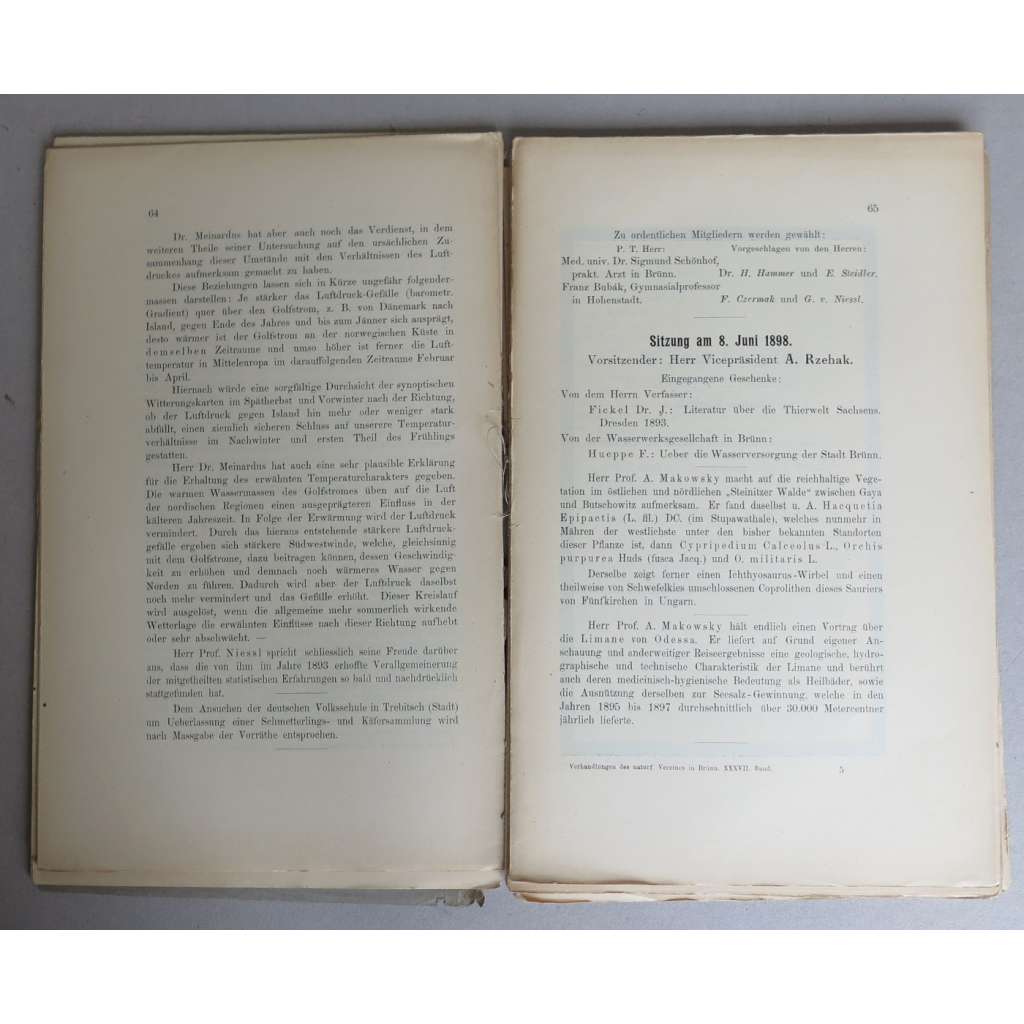 64
Dr. Meinardus hat aber auch noch das Verdienst, in dem
weiteren Theile seiner Untersuchung auf den ursächlichen Zu-
sammenhang dieser Umstände mit den Verhältnissen des Luft-
druckes aufmerksam gemacht zu haben.
Diese Beziehungen lassen sich in Kürze ungefähr folgender-
massen darstellen: Je stärker das Luftdruck-Gefälle (barometr.
Gradient) quer über den Golfstrom, z. B. von Dänemark nach
Island, gegen Ende des Jahres und bis zum Jänner sich ausprägt,
desto wärmer ist der Golfstrom an der norwegischen Küste in
demselben Zeitraume und umso höher ist ferner die Luft-
temperatur in Mitteleuropa im darauffolgenden Zeitraume Februar
bis April.
Hiernach würde eine sorgfältige Durchsicht der synoptischen
Witterungskarten im Spätherbst und Vorwinter nach der Richtung,
ob der Luftdruck gegen Island hin mehr oder weniger stark
abfällt, einen ziemlich sicheren Schluss auf unserere Temperatur-
verhältnisse im Nachwinter und ersten Theil des Frühlings
gestatten.
Herr Dr. Meinardus hat auch eine sehr plausible Erklärung
für die Erhaltung des erwähnten Temperaturcharakters gegeben.
Die warmen Wassermassen des Golfstromes üben auf die Luft
der nordischen Regionen einen ausgeprägteren Einfluss in der
kälteren Jahreszeit. In Folge der Erwärmung wird der Luftdruck
vermindert. Durch das hieraus entstehende stärkere Luftdruck-
gefälle ergeben sich stärkere Südwestwinde, welche, gleichsinnig
mit dem Golfstrome, dazu beitragen können, dessen Geschwindig-
keit zu erhöhen und demnach noch wärmeres Wasser gegen
Norden zu führen. Dadurch wird aber der Luftdruck daselbst
noch mehr vermindert und das Gefälle erhöht. Dieser Kreislauf
wird ausgelöst, wenn die allgemeine mehr sommerlich wirkende
Wetterlage die erwähnten Einflüsse nach dieser Richtung aufhebt
oder sehr abschwächt. —
Herr Prof. Niessl spricht schliesslich seine Freude darüber
aus, dass die von ihm im Jahre 1893 erhoffte Verallgemeinerung
der mitgetheilten statistischen Erfahrungen so bald und nachdrücklich
stattgefunden hat.
Dem Ansuchen der deutschen Volksschule in Trebitsch (Stadt)
um Ueberlassung einer Schmetterlings- und Käfersammlung wird
nach Massgabe der Vorräthe entsprochen.
65
Zu ordentlichen Mitgliedern werden gewählt:
P. T. Herr: Vorgeschlagen von den Herren:
Med. univ. Dr. Sigmund Schönhof,
prakt. Arzt in Brünn. Dr. H. Hammer und E. Steidler.
Franz Bubák, Gymnasialprofessor
in Hohenstadt. F. Czermak und G. v. Niessl.
Sitzung am 8. Juni 1898.
Vorsitzender: Herr Vicepräsident A. Rzehak.
Eingegangene Geschenke:
Von dem Herrn Verfasser:
Fickel Dr. J.: Literatur über die Thierwelt Sachsens.
Dresden 1893.
Von der Wasserwerksgesellschaft in Brünn:
Hueppe F.: Ueber die Wasserversorgung der Stadt Brünn.
Herr Prof. A. Makowsky macht auf die reichhaltige Vege-
tation im östlichen und nördlichen „Steinitzer Walde“ zwischen Gaya
und Butschowitz aufmerksam. Er fand daselbst u. A. Hacquetia
Epipactis (L. fil.) DC. (im Stupawathale), welches nunmehr in
Mähren der westlichste unter den bisher bekannten Standorten
dieser Pflanze ist, dann Cypripedium Calceolus L., Orchis
purpurea Huds (fusca Jacq.) und O. militaris L.
Derselbe zeigt ferner einen Ichthyosaurus-Wirbel und einen
theilweise von Schwefelkies umschlossenen Coprolithen dieses Sauriers
von Fünfkirchen in Ungarn.
Herr Prof. A. Makowsky hält endlich einen Vortrag über
die Limane von Odessa. Er liefert auf Grund eigener An-
schauung und anderweitiger Reiseergebnisse eine geologische, hydro-
graphische und technische Charakteristik der Limane und berührt
auch deren medicinisch-hygienische Bedeutung als Heilbäder, sowie
die Ausnützung derselben zur Seesalz-Gewinnung, welche in den
Jahren 1895 bis 1897 durchschnittlich über 30.000 Metercentner
jährlich lieferte.
Verhandlungen des naturf. Vereines in Brünn. XXXVII. Band. 5